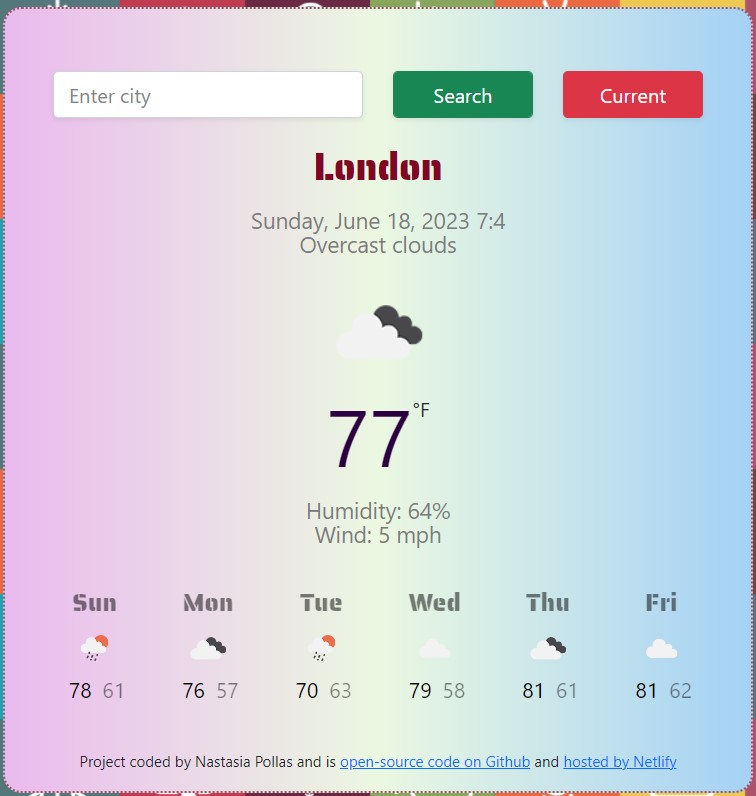 Enter city Search Current
London
Sunday, June 18, 2023 7:4
Overcast clouds
77°F
Humidity: 64%
Wind: 5 mph
Sun Mon Tue Wed Thu Fri
78 61 76 57 70 63 79 58 81 61 81 62
Project coded by Nastasia Pollas and is open-source code on Github and hosted by Netlify